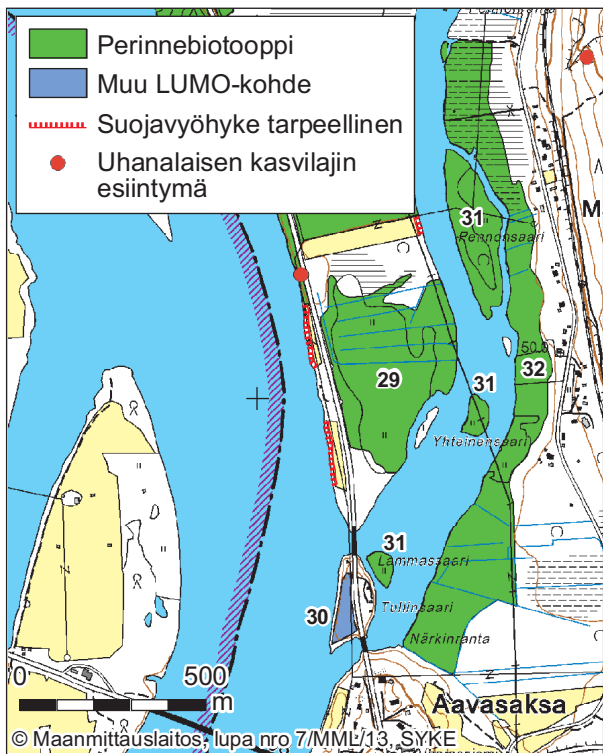 Perinnebiotooppi
Muu LUMO-kohde
Suojavyöhyke tarpeellinen
Uhanalaisen kasvilajin
esiintymä
M
31
Pennonsaari
50.0
32
29
31
Yhteinensaari
31
Lammassaari
30
Tullinsaari
Närkinranta
0
500
m
Aavasaksa
© Maanmittauslaitos, lupa nro 7/MML/13, SYKE